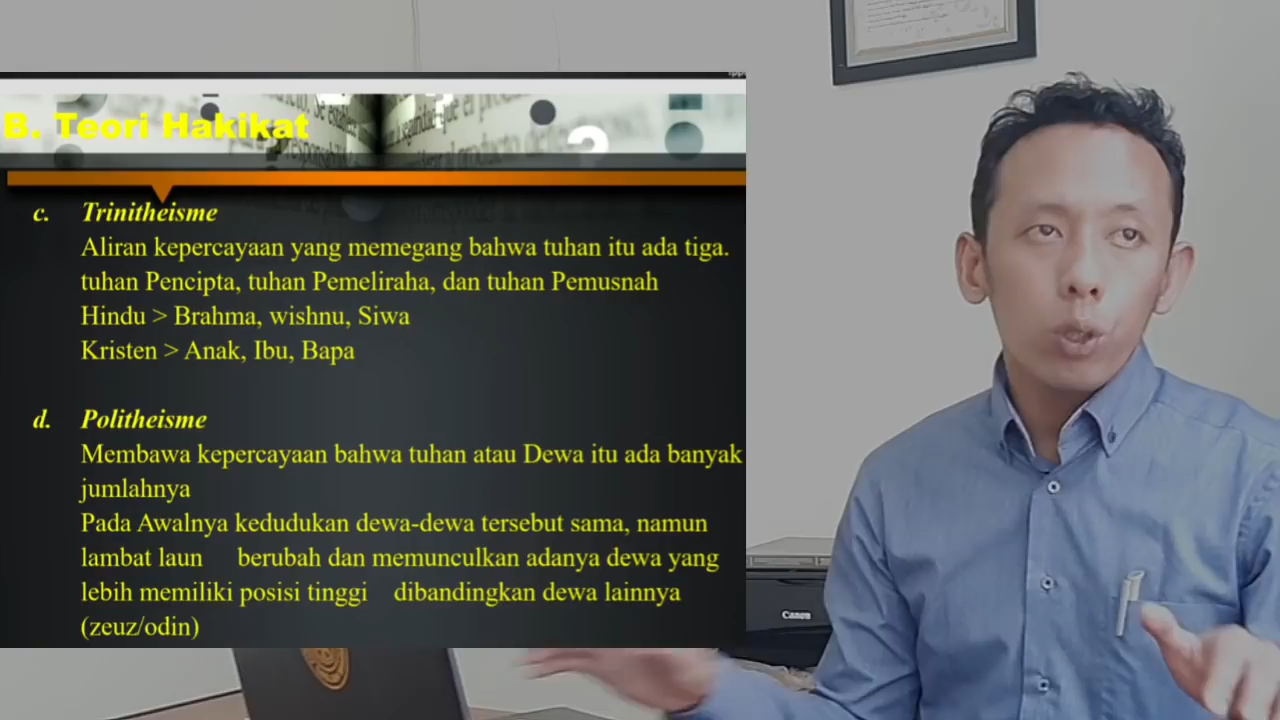 B. Teori Hakikat
c. Trinitheisme
Aliran kepercayaan yang memegang bahwa tuhan itu ada tiga.
tuhan Pencipta, tuhan Pemeliraha, dan tuhan Pemusnah
Hindu > Brahma, wishnu, Siwa
Kristen > Anak, Ibu, Bapa
d. Politheisme
Membawa kepercayaan bahwa tuhan atau Dewa itu ada banyak
jumlahnya
Pada Awalnya kedudukan dewa-dewa tersebut sama, namun
lambat laun berubah dan memunculkan adanya dewa yang
lebih memiliki posisi tinggi dibandingkan dewa lainnya
(zeuz/odin)
Canon